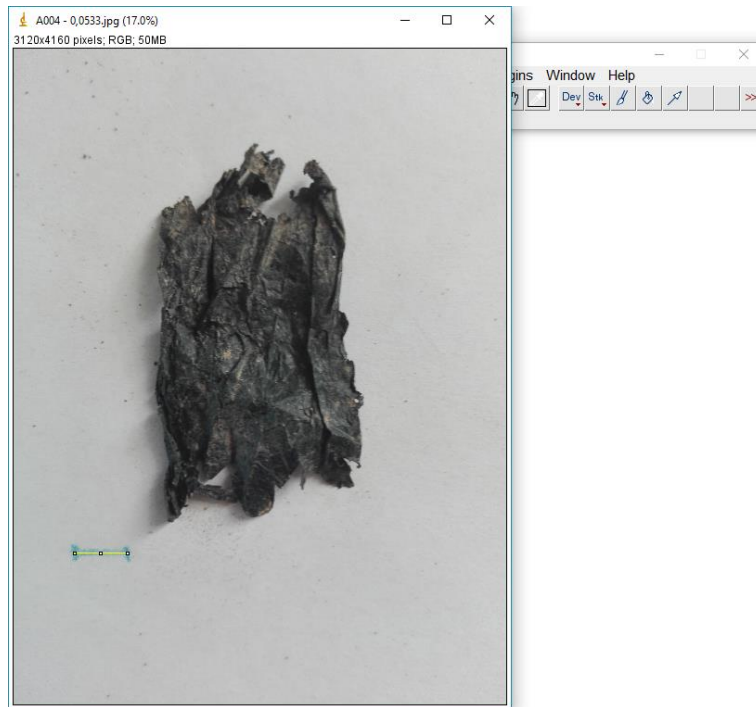 A004 - 0,0533.jpg (17.0%)
3120x4160 pixels; RGB; 50MB
gins Window Help
Dev Stk >>